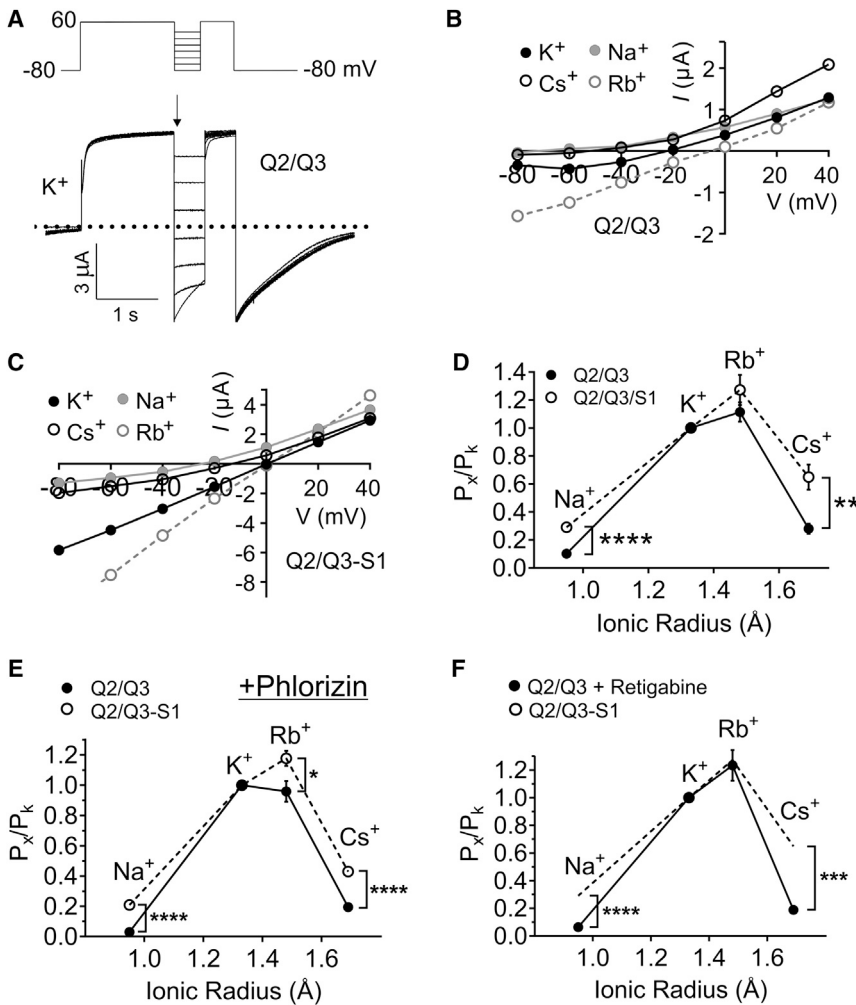 A
60
-80
-80 mV
Q2/Q3
K+
3 µA
1 s
B
K+ Na+
Cs+ Rb+
I (µA)
2
1
-80 -60 -40 -20 0 20 40
V (mV)
-1
-2
Q2/Q3
C
K+ Na+
Cs+ Rb+
I (µA)
4
2
-80 -60 -40 -20 0 20 40
-2
V (mV)
-4
-6
-8
Q2/Q3-S1
D
Q2/Q3
Q2/Q3/S1
Rb+
K+
Cs+
Na+
**
****
Px/Pk
1.4
1.2
1.0
0.8
0.6
0.4
0.2
0.0
1.0 1.2 1.4 1.6
Ionic Radius (Å)
E
Q2/Q3
Q2/Q3-S1
+Phlorizin
Rb+
K+
*
Cs+
Na+
****
****
Px/Pk
1.2
1.0
0.8
0.6
0.4
0.2
0.0
1.0 1.2 1.4 1.6
Ionic Radius (Å)
F
Q2/Q3 + Retigabine
Q2/Q3-S1
Rb+
K+
Cs+
Na+
***
****
Px/Pk
1.2
1.0
0.8
0.6
0.4
0.2
0.0
1.0 1.2 1.4 1.6
Ionic Radius (Å)